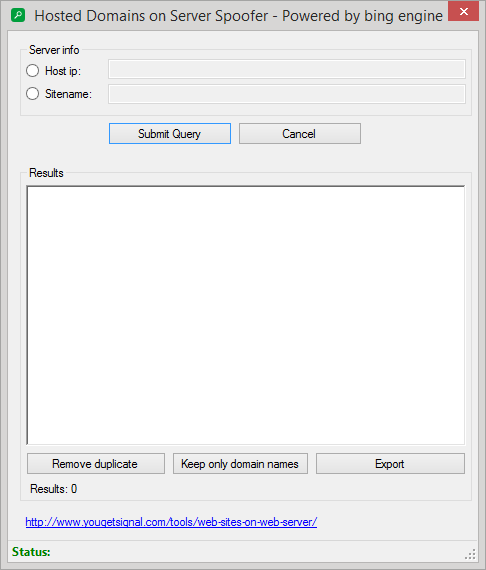 Hosted Domains on Server Spoofer - Powered by bing engine
Server info
Host ip:
Sitename:
Submit Query Cancel
Results
Remove duplicate Keep only domain names Export
Results: 0
http://www.yougetsignal.com/tools/web-sites-on-web-server/
Status: